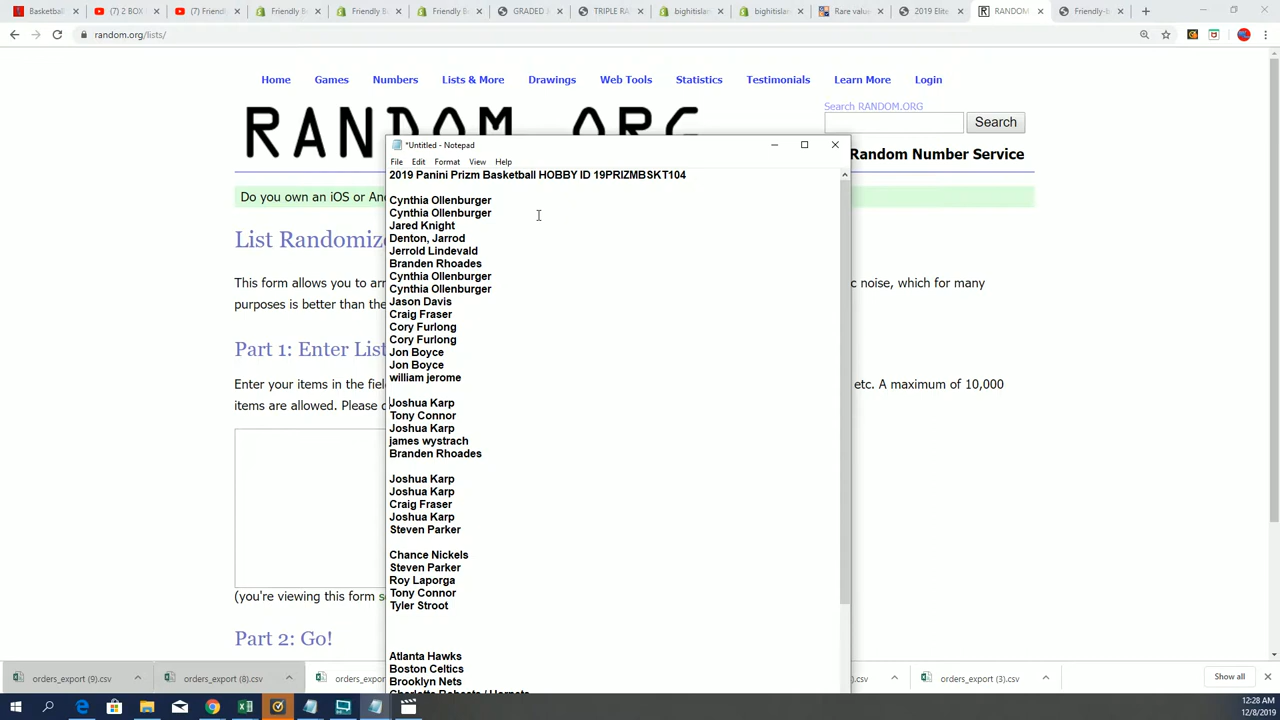 Basketball
(7) 2 BOX
(7) Friend
Friendly B
Friendly B
Friendly B
GRADED A
TRIPLE RA
bighitislan
bighitislan
Rare value
2019 Elite
RANDOM
Friendly-b
random.org/lists/
Home
Games
Numbers
Lists & More
Drawings
Web Tools
Statistics
Testimonials
Learn More
Login
Search RANDOM.ORG
RANDOM.ORG
Search
Random Number Service
Do you own an iOS or An
List Randomize
This form allows you to arr
c noise, which for many
purposes is better than the
Part 1: Enter List
Enter your items in the fiel
etc. A maximum of 10,000
items are allowed. Please d
(you're viewing this form s
Part 2: Go!
*Untitled - Notepad
File
Edit
Format
View
Help
2019 Panini Prizm Basketball HOBBY ID 19PRIZMBSKT104
Cynthia Ollenburger
Cynthia Ollenburger
Jared Knight
Denton, Jarrod
Jerrold Lindevald
Branden Rhoades
Cynthia Ollenburger
Cynthia Ollenburger
Jason Davis
Craig Fraser
Cory Furlong
Cory Furlong
Jon Boyce
Jon Boyce
william jerome
Joshua Karp
Tony Connor
Joshua Karp
james wystrach
Branden Rhoades
Joshua Karp
Joshua Karp
Craig Fraser
Joshua Karp
Steven Parker
Chance Nickels
Steven Parker
Roy Laporga
Tony Connor
Tyler Stroot
Atlanta Hawks
Boston Celtics
Brooklyn Nets
Charlotte Bobcats / Hornets
orders_export (9).csv
orders_export (8).csv
orders_expor
).csv
orders_export (3).csv
Show all
12:28 AM
12/8/2019